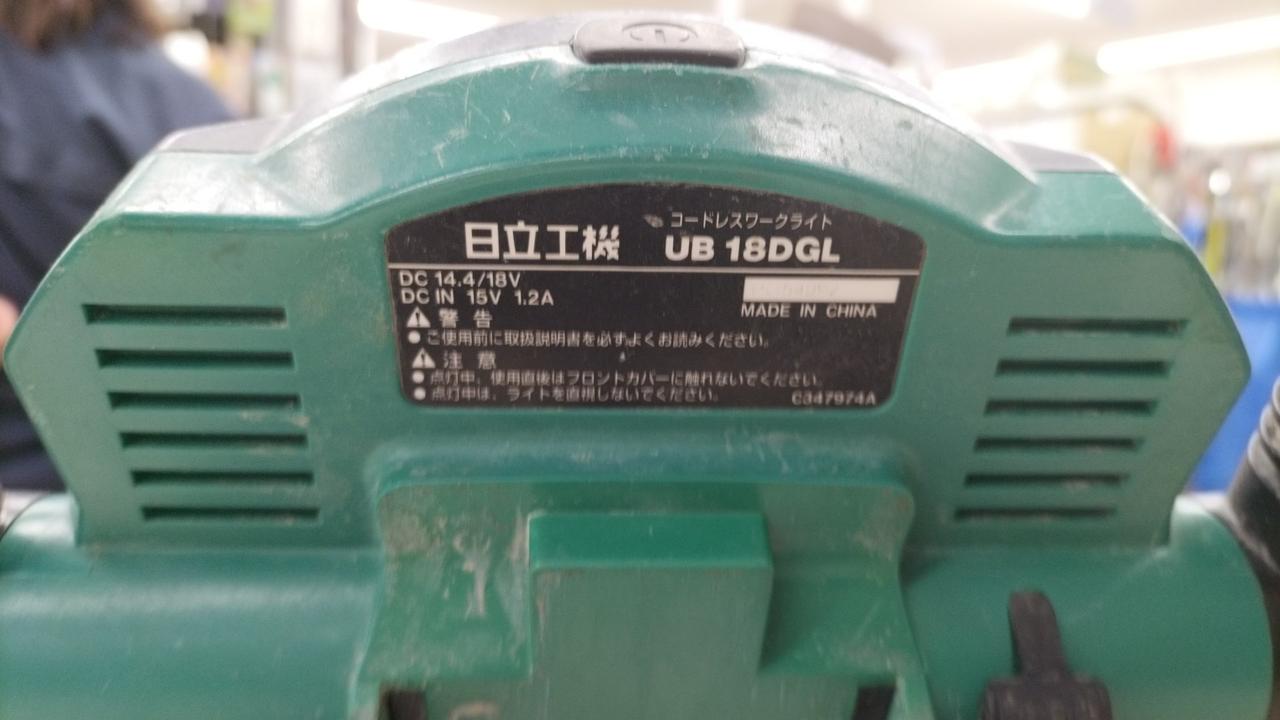 コードレスワークライト
日立工機 UB 18DGL
DC 14.4/18V
DC IN 15V 1.2A
MADE IN CHINA
警告
●ご使用前に取扱説明書を必ずよくお読みください。
注意
●点灯中、使用直後はフロントカバーに触れないでください。
●点灯中は、ライトを直視しないでください。
C347974A